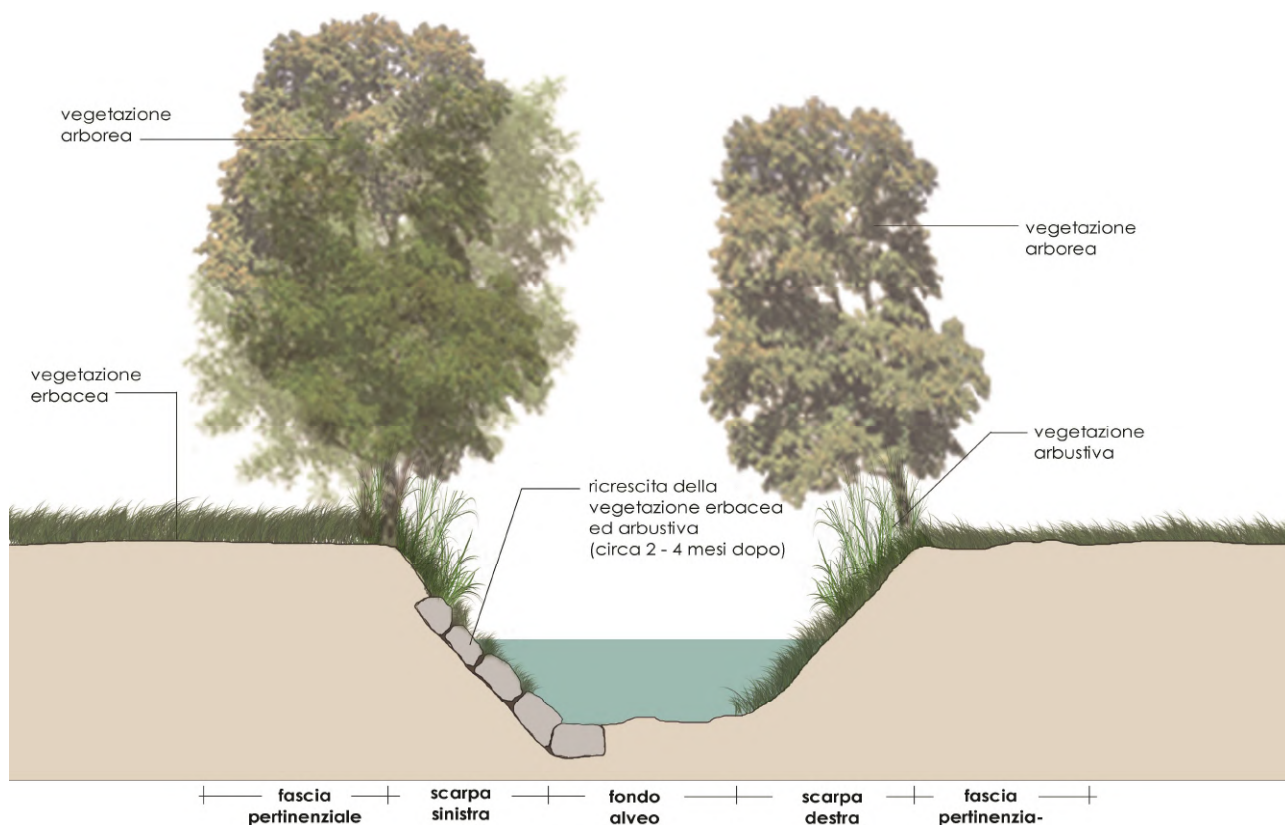 vegetazione
arborea
vegetazione
arborea
vegetazione
erbacea
vegetazione
arbustiva
ricrescita della
vegetazione erbacea
ed arbustiva
(circa 2 - 4 mesi dopo)
fascia
pertinenziale
scarpa
sinistra
fondo
alveo
scarpa
destra
fascia
pertinenzia-